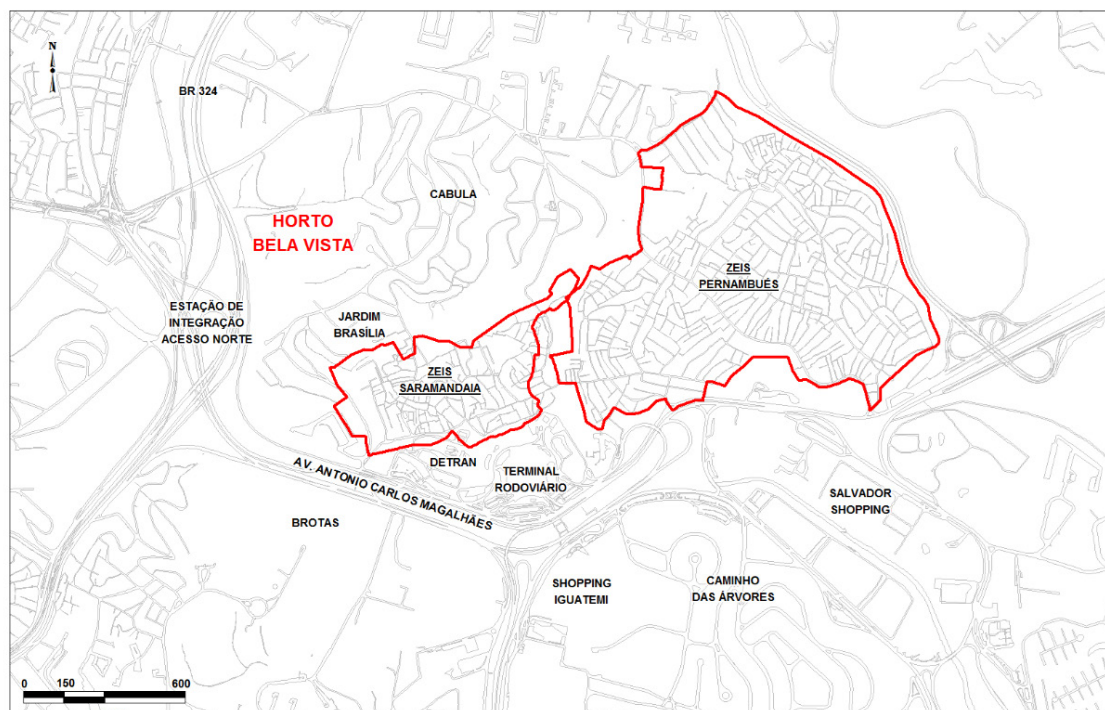 N
BR 324
CABULA
HORTO
BELA VISTA
ZEIS
PERNAMBUÊS
ESTAÇÃO DE
INTEGRAÇÃO
ACESSO NORTE
JARDIM
BRASÍLIA
ZEIS
SARAMANDAIA
DETRAN
TERMINAL
RODOVIÁRIO
AV. ANTONIO CARLOS MAGALHÃES
SALVADOR
SHOPPING
BROTAS
SHOPPING
IGUATEMI
CAMINHO
DAS ÁRVORES
0 150 600